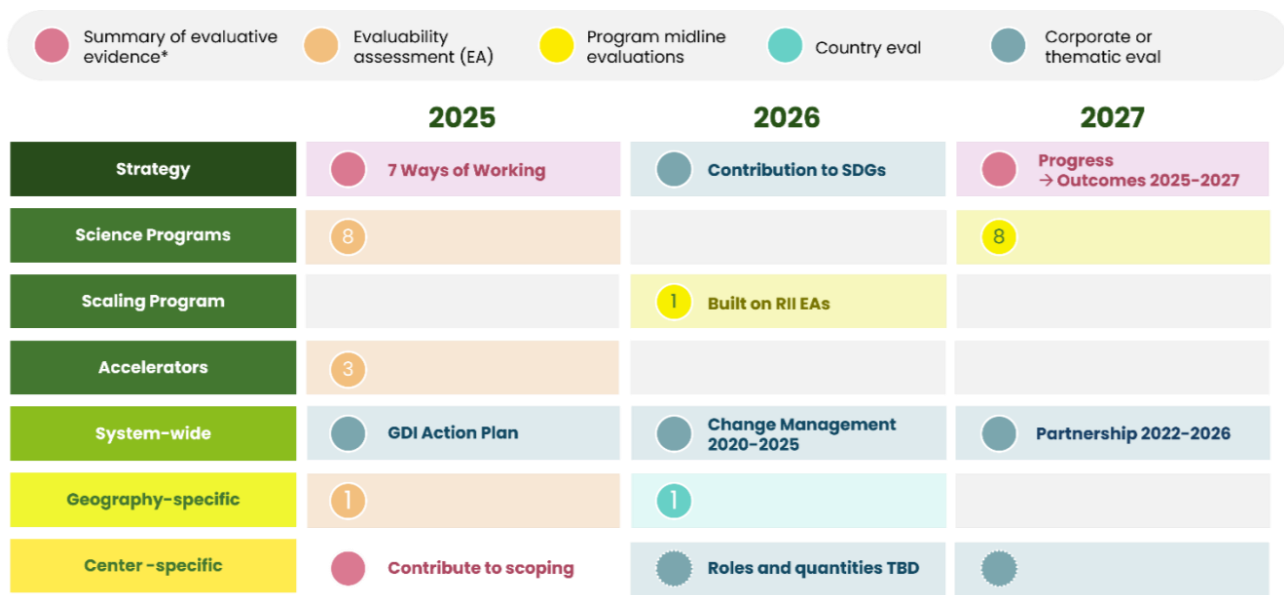 Summary of evaluative
evidence*
Evaluability
assessment (EA)
Program midline
evaluations
Country eval
Corporate or
thematic eval
2025
2026
2027
Strategy
7 Ways of Working
Contribution to SDGs
Progress
→ Outcomes 2025-2027
Science Programs
8
8
Scaling Program
1
Built on RII EAs
Accelerators
3
System-wide
GDI Action Plan
Change Management
2020-2025
Partnership 2022-2026
Geography-specific
1
1
Center -specific
Contribute to scoping
Roles and quantities TBD